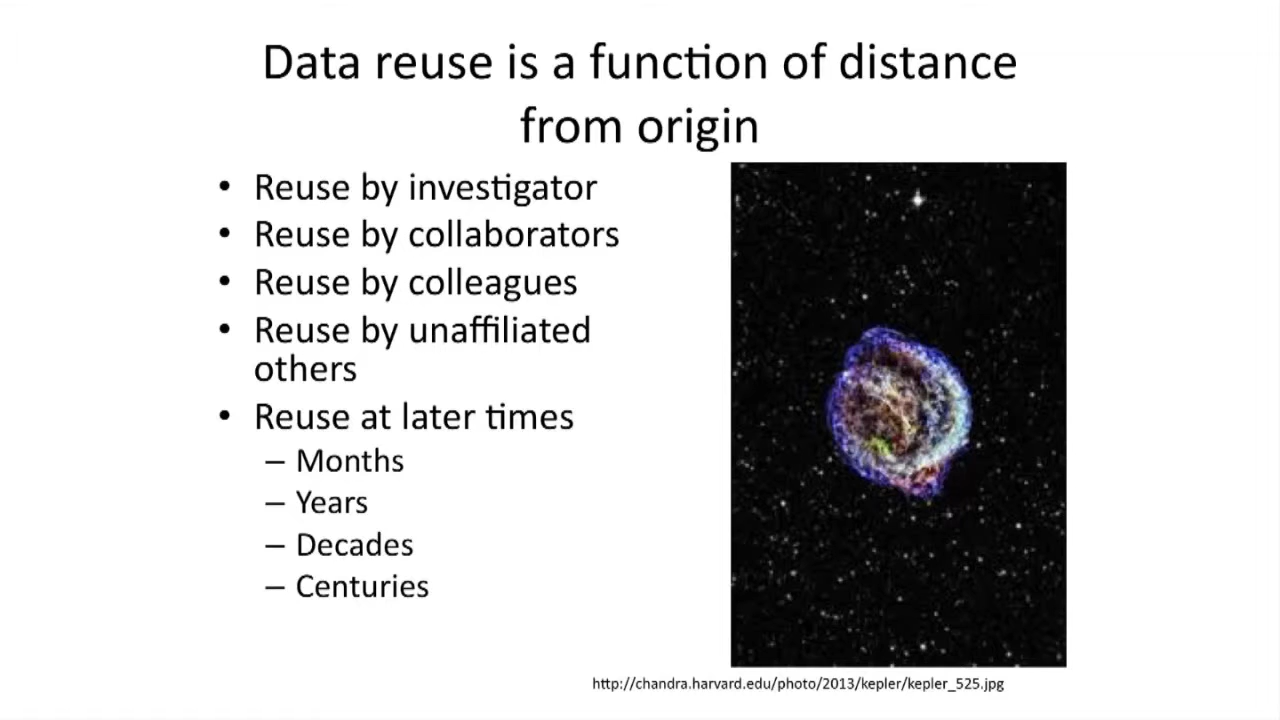 Data reuse is a function of distance
from origin
• Reuse by investigator
• Reuse by collaborators
• Reuse by colleagues
• Reuse by unaffiliated
others
• Reuse at later times
– Months
– Years
– Decades
– Centuries
http://chandra.harvard.edu/photo/2013/kepler/kepler_525.jpg